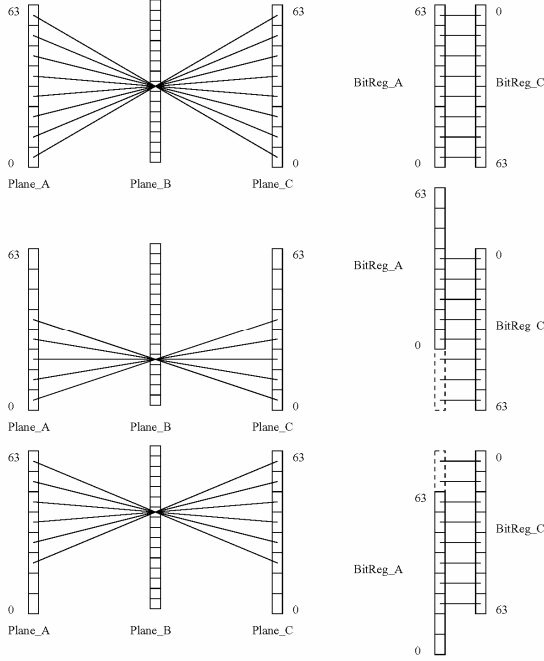 63 63 63 0
BitReg_A BitReg_C
0 0 0 63
Plane_A Plane_B Plane_C
63
63 63 0
BitReg_A
BitReg_C
0
0 0 63
Plane_A Plane_B Plane_C
63 63 0
63
BitReg_C
BitReg_A
0 0 63
Plane_A Plane_B Plane_C
0